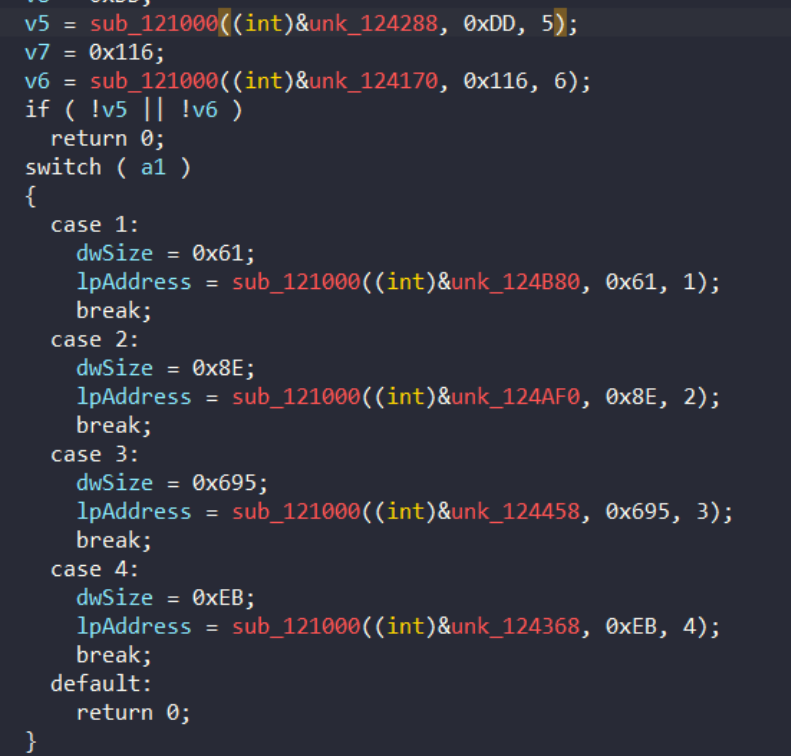 v5 = sub_121000((int)&unk_124288, 0xDD, 5);
v7 = 0x116;
v6 = sub_121000((int)&unk_124170, 0x116, 6);
if ( !v5 || !v6 )
return 0;
switch ( a1 )
{
case 1:
dwSize = 0x61;
lpAddress = sub_121000((int)&unk_124B80, 0x61, 1);
break;
case 2:
dwSize = 0x8E;
lpAddress = sub_121000((int)&unk_124AF0, 0x8E, 2);
break;
case 3:
dwSize = 0x695;
lpAddress = sub_121000((int)&unk_124458, 0x695, 3);
break;
case 4:
dwSize = 0xEB;
lpAddress = sub_121000((int)&unk_124368, 0xEB, 4);
break;
default:
return 0;
}